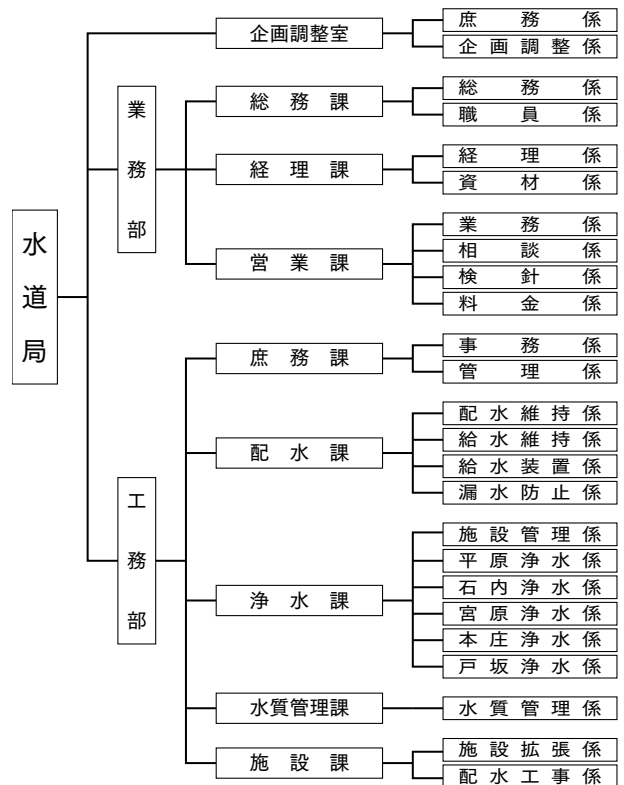 水道局
企画調整室
庶務係
企画調整係
業務部
総務課
総務係
職員係
経理課
経理係
資材係
営業課
業務係
相談係
検針係
料金係
工務部
庶務課
事務係
管理係
配水課
配水維持係
給水維持係
給水装置係
漏水防止係
浄水課
施設管理係
平原浄水係
石内浄水係
宮原浄水係
本庄浄水係
戸坂浄水係
水質管理課
水質管理係
施設課
施設拡張係
配水工事係